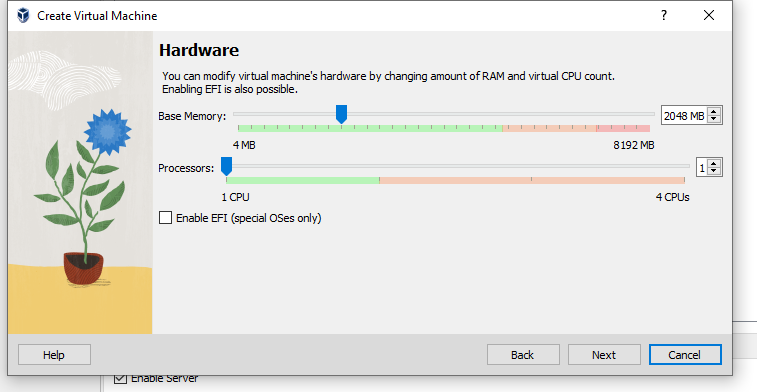 Create Virtual Machine
?
Hardware
You can modify virtual machine's hardware by changing amount of RAM and virtual CPU count.
Enabling EFI is also possible.
Base Memory:
2048 MB
4 MB
8192 MB
Processors:
1
1 CPU
4 CPUs
Enable EFI (special OSes only)
Help
Back
Next
Cancel
Enable Server